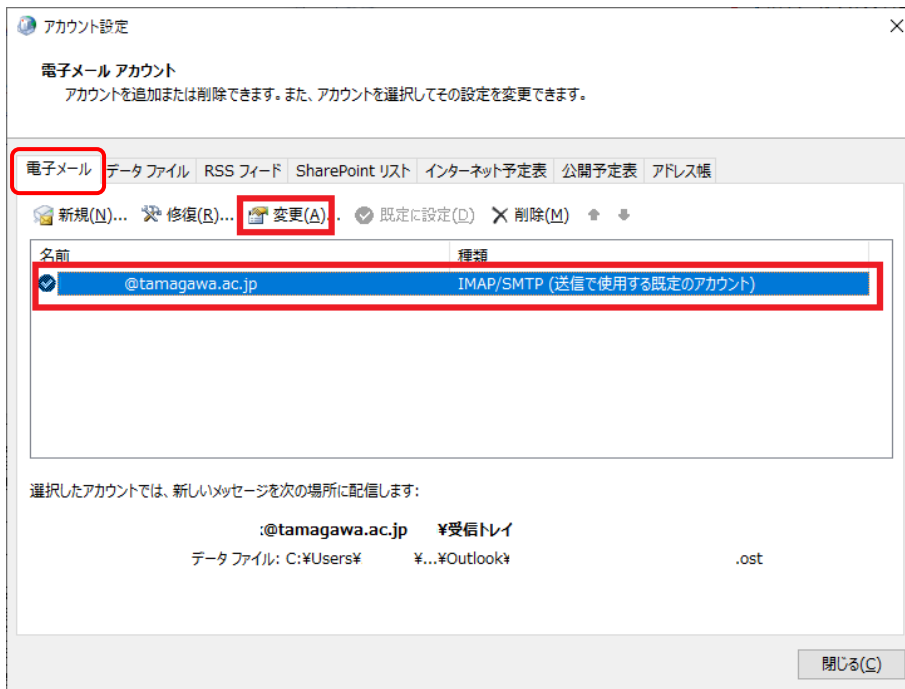 アカウント設定
電子メール アカウント
アカウントを追加または削除できます。また、アカウントを選択してその設定を変更できます。
電子メール データ ファイル RSS フィード SharePoint リスト インターネット予定表 公開予定表 アドレス帳
新規(N)... 修復(R)... 変更(A)... 既定に設定(D) 削除(M)
名前 種類
@tamagawa.ac.jp IMAP/SMTP (送信で使用する既定のアカウント)
選択したアカウントでは、新しいメッセージを次の場所に配信します:
:@tamagawa.ac.jp ¥受信トレイ
データ ファイル: C:¥Users¥ ¥...¥Outlook¥ .ost
閉じる(C)